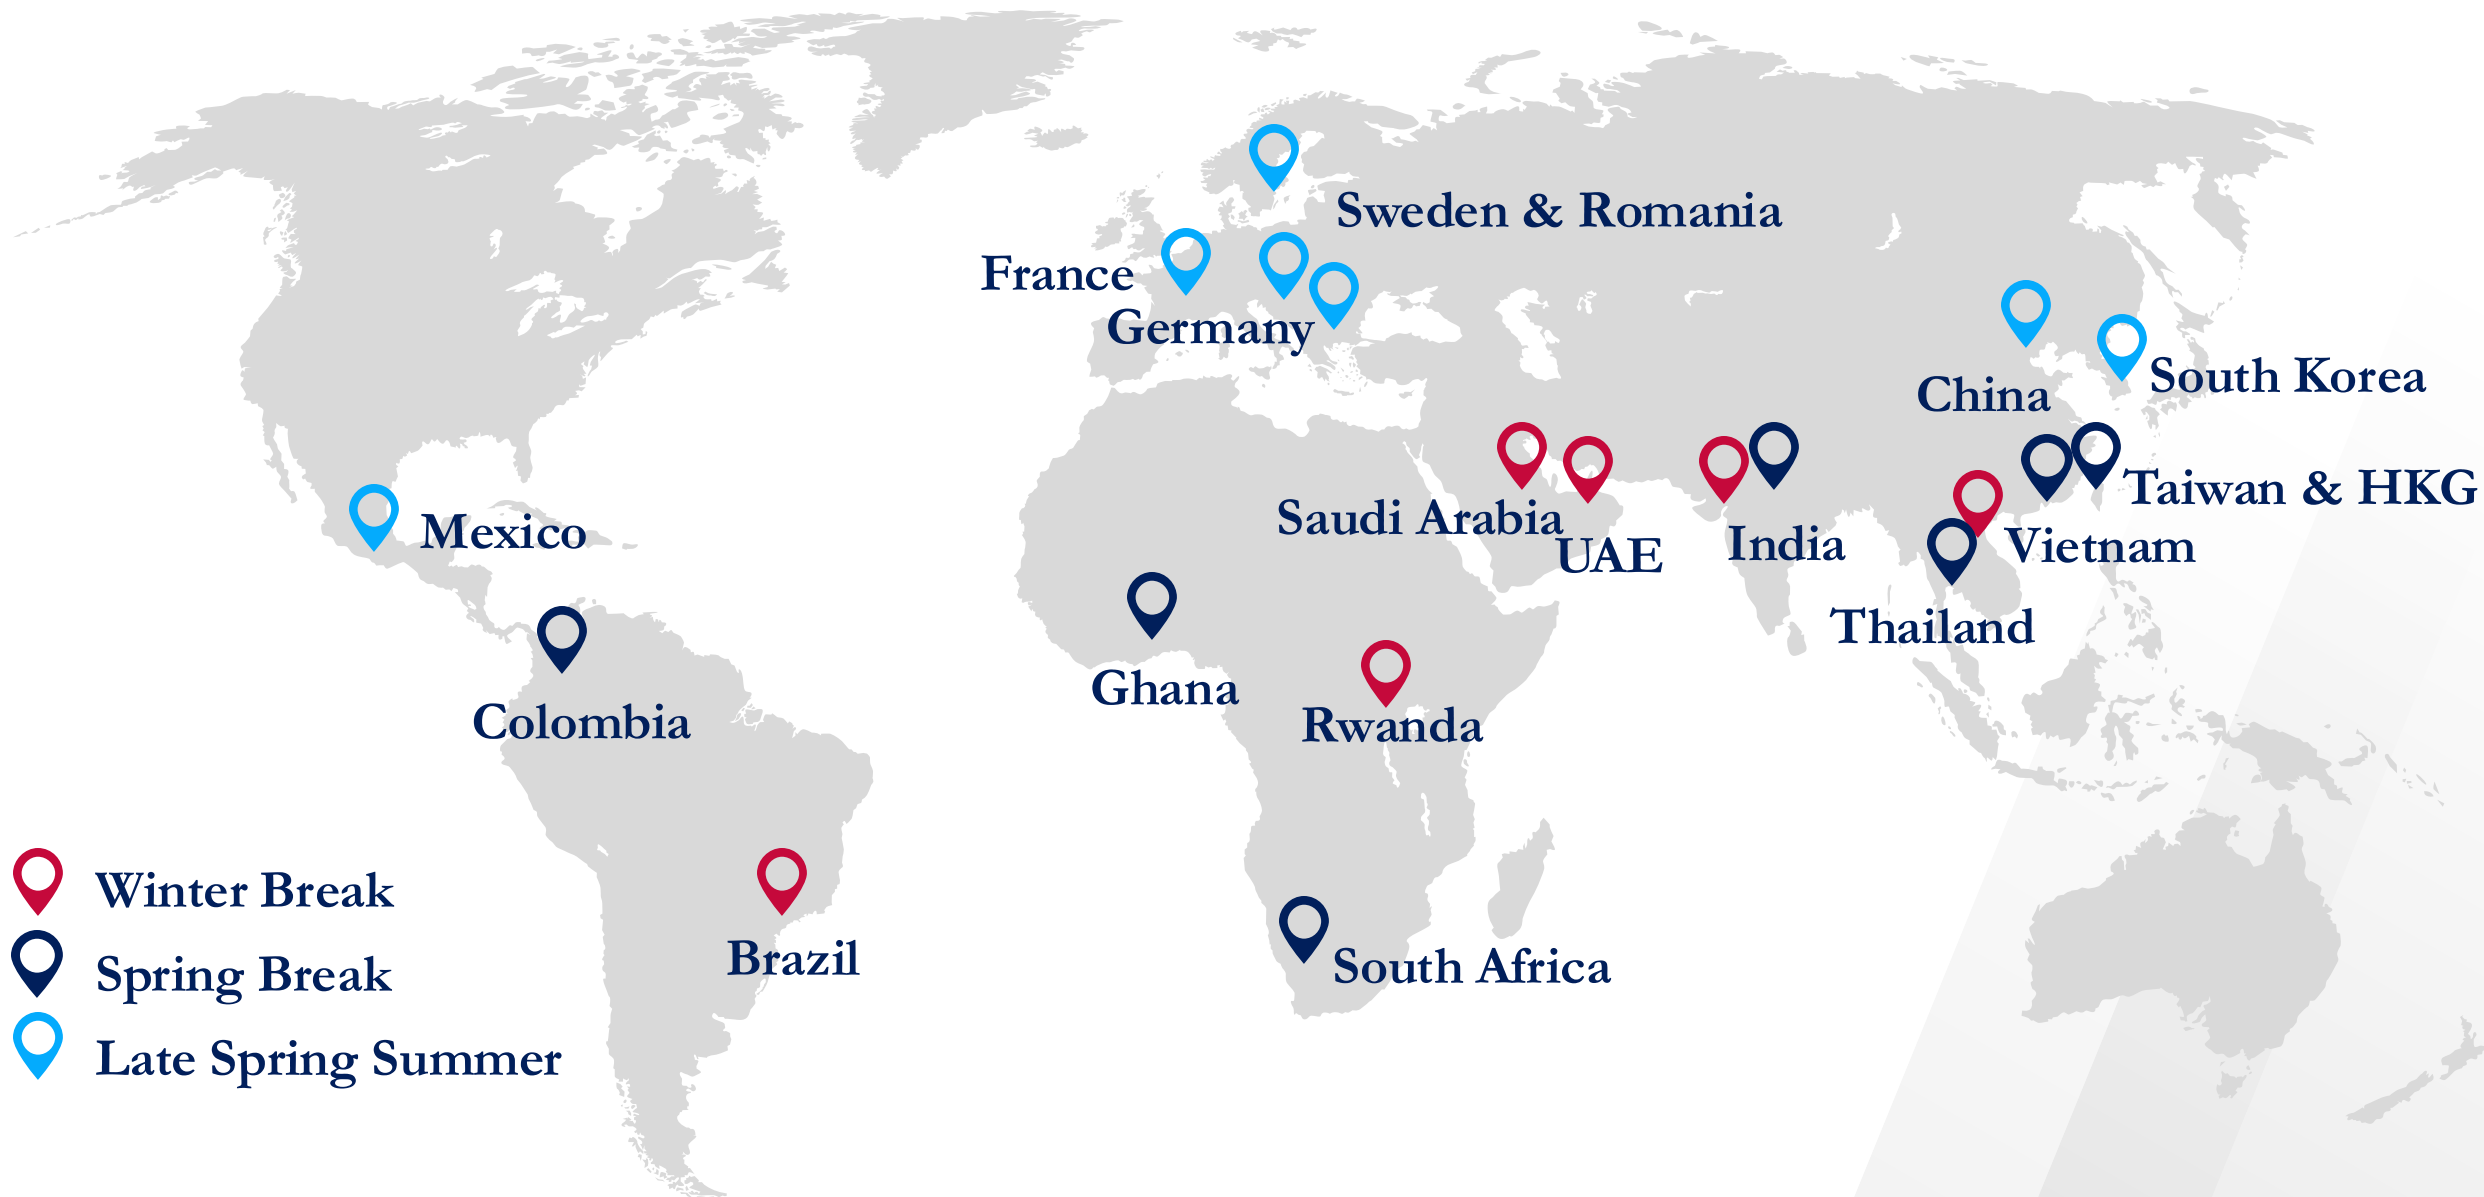 Sweden & Romania
France
Germany
South Korea
China
Taiwan & HKG
Mexico
Saudi Arabia
UAE
India
Vietnam
Thailand
Ghana
Colombia
Rwanda
Brazil
South Africa
Winter Break
Spring Break
Late Spring Summer